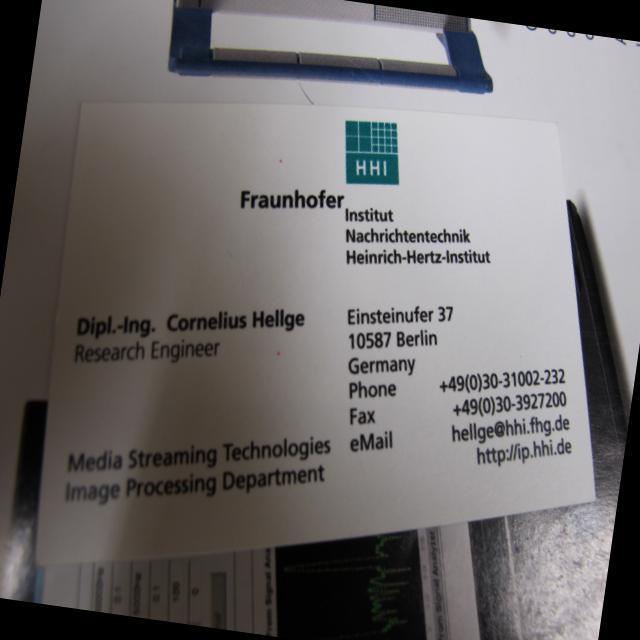 HHI
Fraunhofer
Institut
Nachrichtentechnik
Heinrich-Hertz-Institut
Dipl.-Ing. Cornelius Hellge
Research Engineer
Media Streaming Technologies
Image Processing Department
Einsteinufer 37
10587 Berlin
Germany
Phone +49(0)30-31002-232
Fax +49(0)30-3927200
eMail hellge@hhi.fhg.de
http://ip.hhi.de